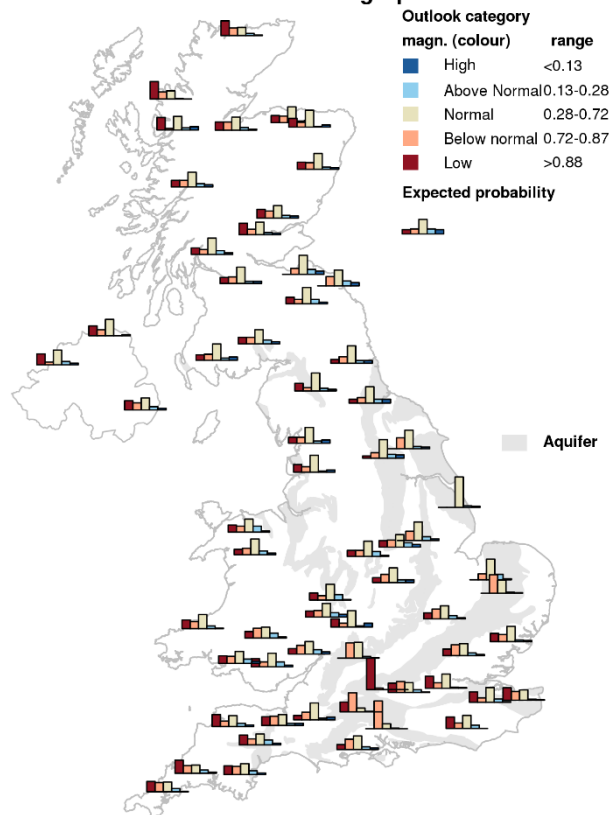 Outlook category
magn. (colour) range
High <0.13
Above Normal 0.13-0.28
Normal 0.28-0.72
Below normal 0.72-0.87
Low >0.88
Expected probability
Aquifer